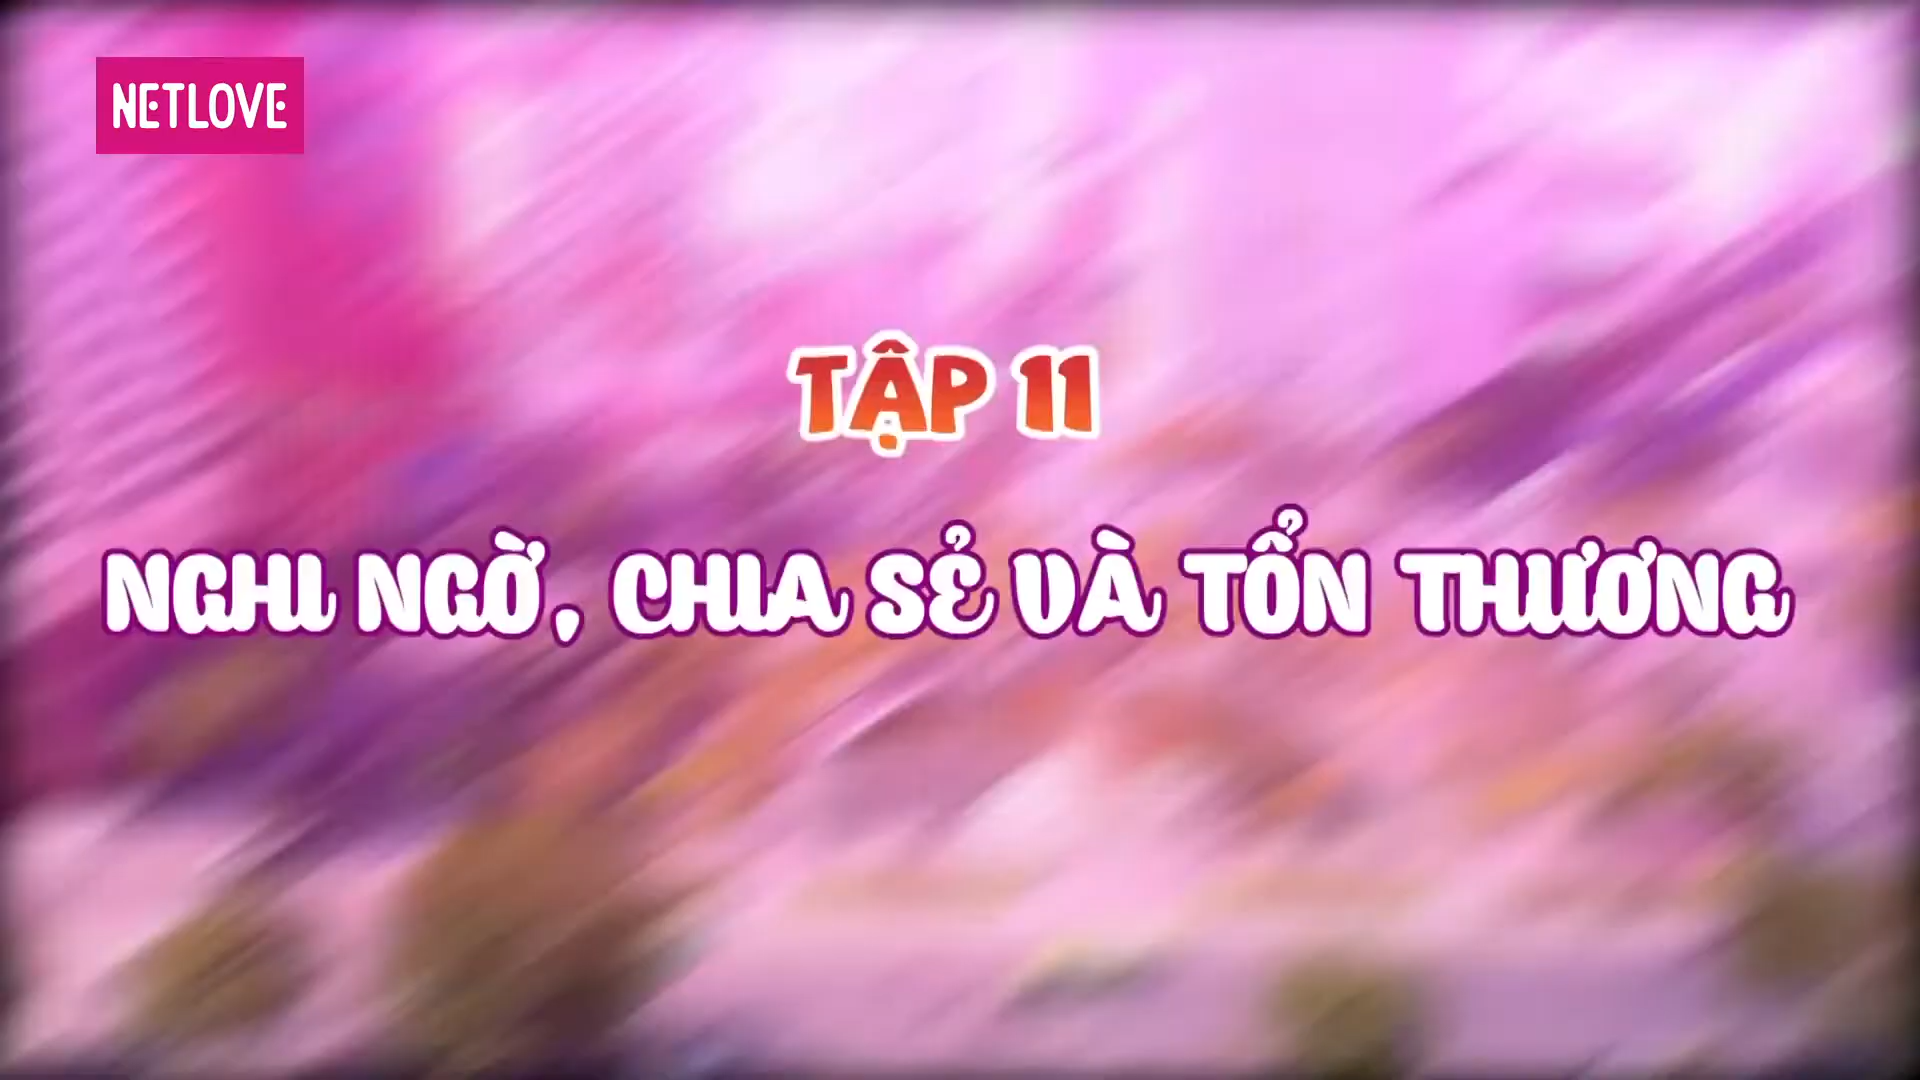 NETLOVE
TẬP 11
NGHI NGỜ, CHIA SẺ VÀ TỔN THƯƠNG